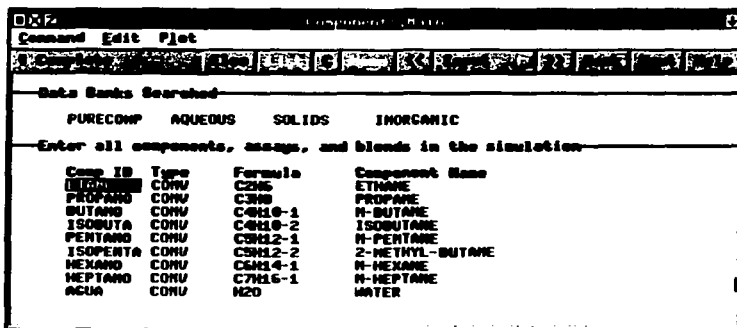 Components .Main
Command Edit Plot
Data Banks Searched
PURECOMP AQUEOUS SOLIDS INORGANIC
Enter all components, assays, and blends in the simulation
Comp ID Type Formula Component Name
CONV C2H6 ETHANE
PROPANO CONV C3H8 PROPANE
BUTANO CONV C4H10-1 N-BUTANE
ISOBUTA CONV C4H10-2 ISOBUTANE
PENTANO CONV C5H12-1 N-PENTANE
ISOPENTA CONV C5H12-2 2-METHYL-BUTANE
HEXANO CONV C6H14-1 N-HEXANE
HEPTANO CONV C7H16-1 N-HEPTANE
AGUA CONV H2O WATER